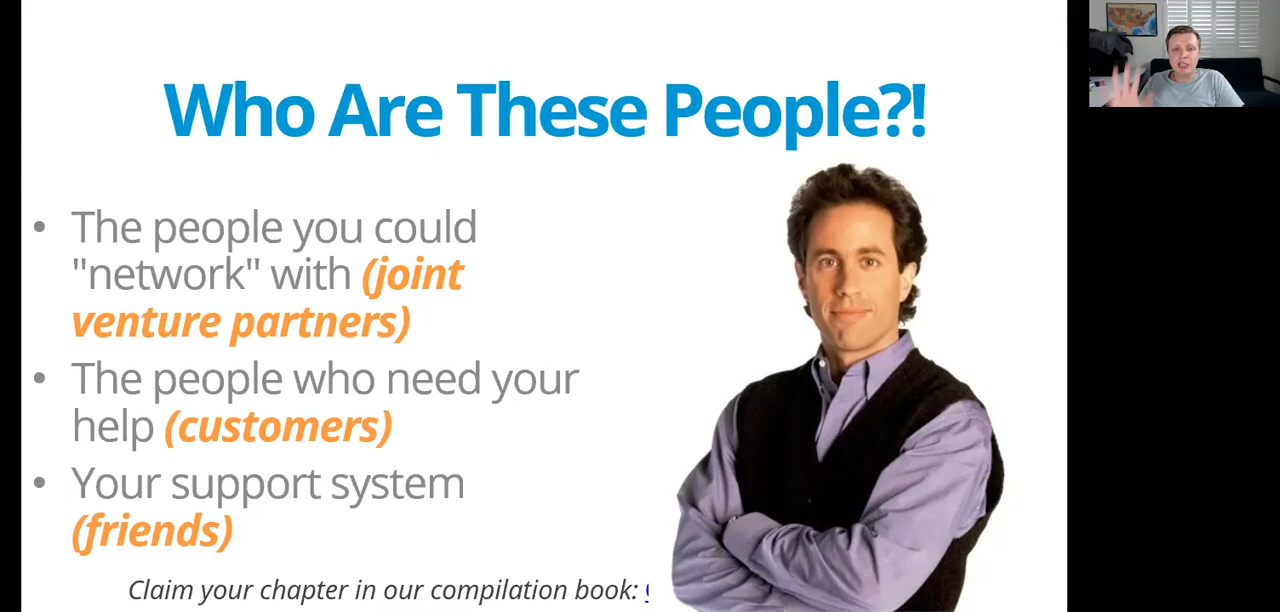 Who Are These People?!
• The people you could
"network" with (joint
venture partners)
• The people who need your
help (customers)
• Your support system
(friends)
Claim your chapter in our compilation book: